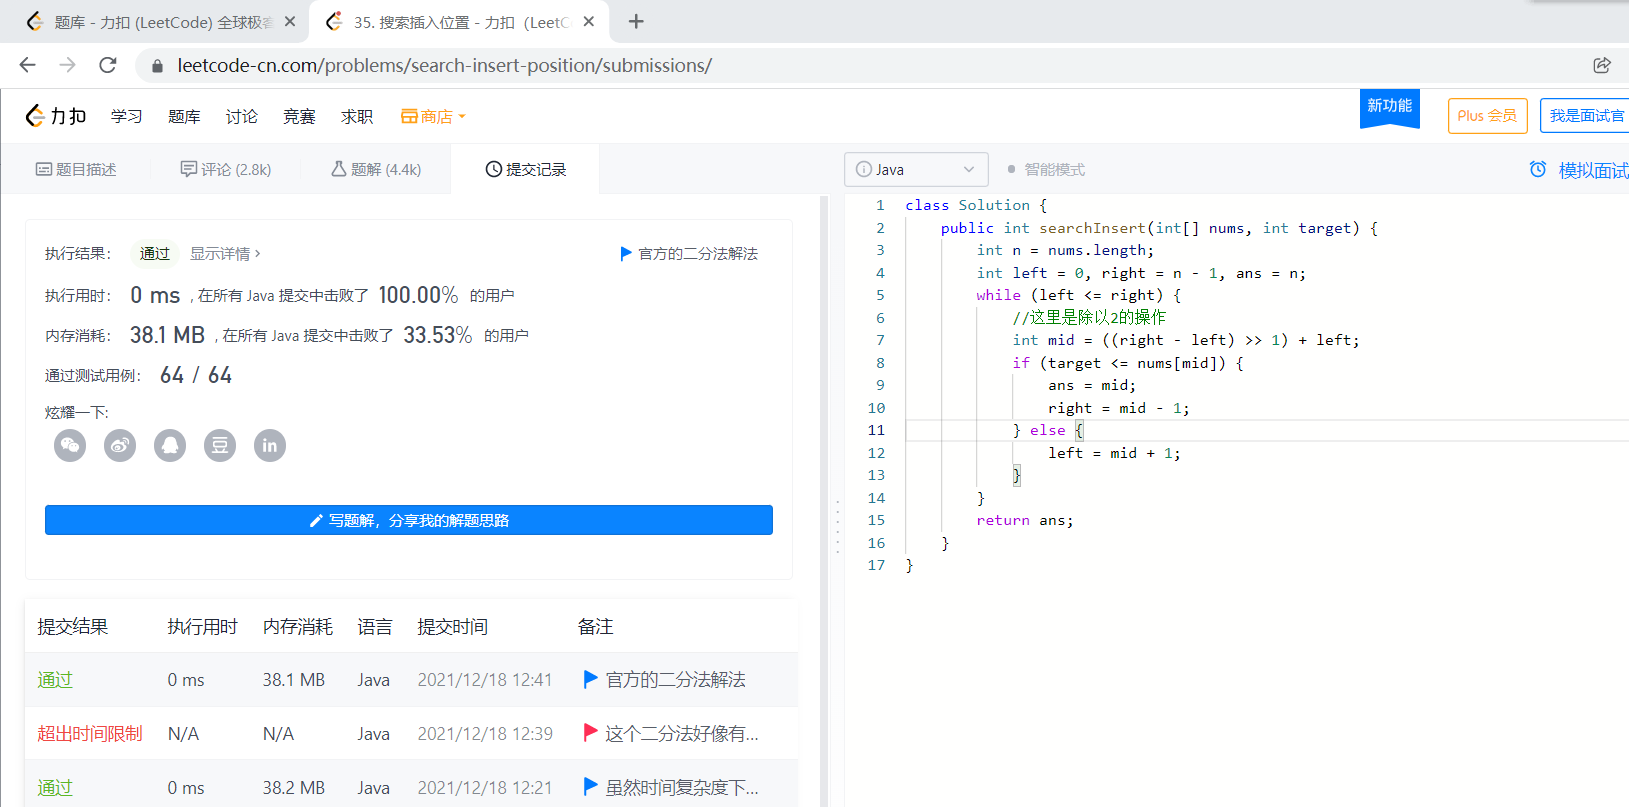 题库 - 力扣 (LeetCode) 全球极客
35. 搜索插入位置 - 力扣 (LeetC
leetcode-cn.com/problems/search-insert-position/submissions/
力扣 学习 题库 讨论 竞赛 求职 商店 新功能 Plus 会员 我是面试官
题目描述 评论 (2.8k) 题解 (4.4k) 提交记录
Java 智能模式 模拟面试
执行结果： 通过 显示详情 > 官方的二分法解法
执行用时： 0 ms , 在所有 Java 提交中击败了 100.00% 的用户
内存消耗： 38.1 MB , 在所有 Java 提交中击败了 33.53% 的用户
通过测试用例： 64 / 64
炫耀一下:
豆 in
写题解，分享我的解题思路
提交结果 执行用时 内存消耗 语言 提交时间 备注
通过 0 ms 38.1 MB Java 2021/12/18 12:41 官方的二分法解法
超出时间限制 N/A N/A Java 2021/12/18 12:39 这个二分法好像有...
通过 0 ms 38.2 MB Java 2021/12/18 12:21 虽然时间复杂度下...
1 class Solution {
2 public int searchInsert(int[] nums, int target) {
3 int n = nums.length;
4 int left = 0, right = n - 1, ans = n;
5 while (left <= right) {
6 //这里是除以2的操作
7 int mid = ((right - left) >> 1) + left;
8 if (target <= nums[mid]) {
9 ans = mid;
10 right = mid - 1;
11 } else {
12 left = mid + 1;
13 }
14 }
15 return ans;
16 }
17 }